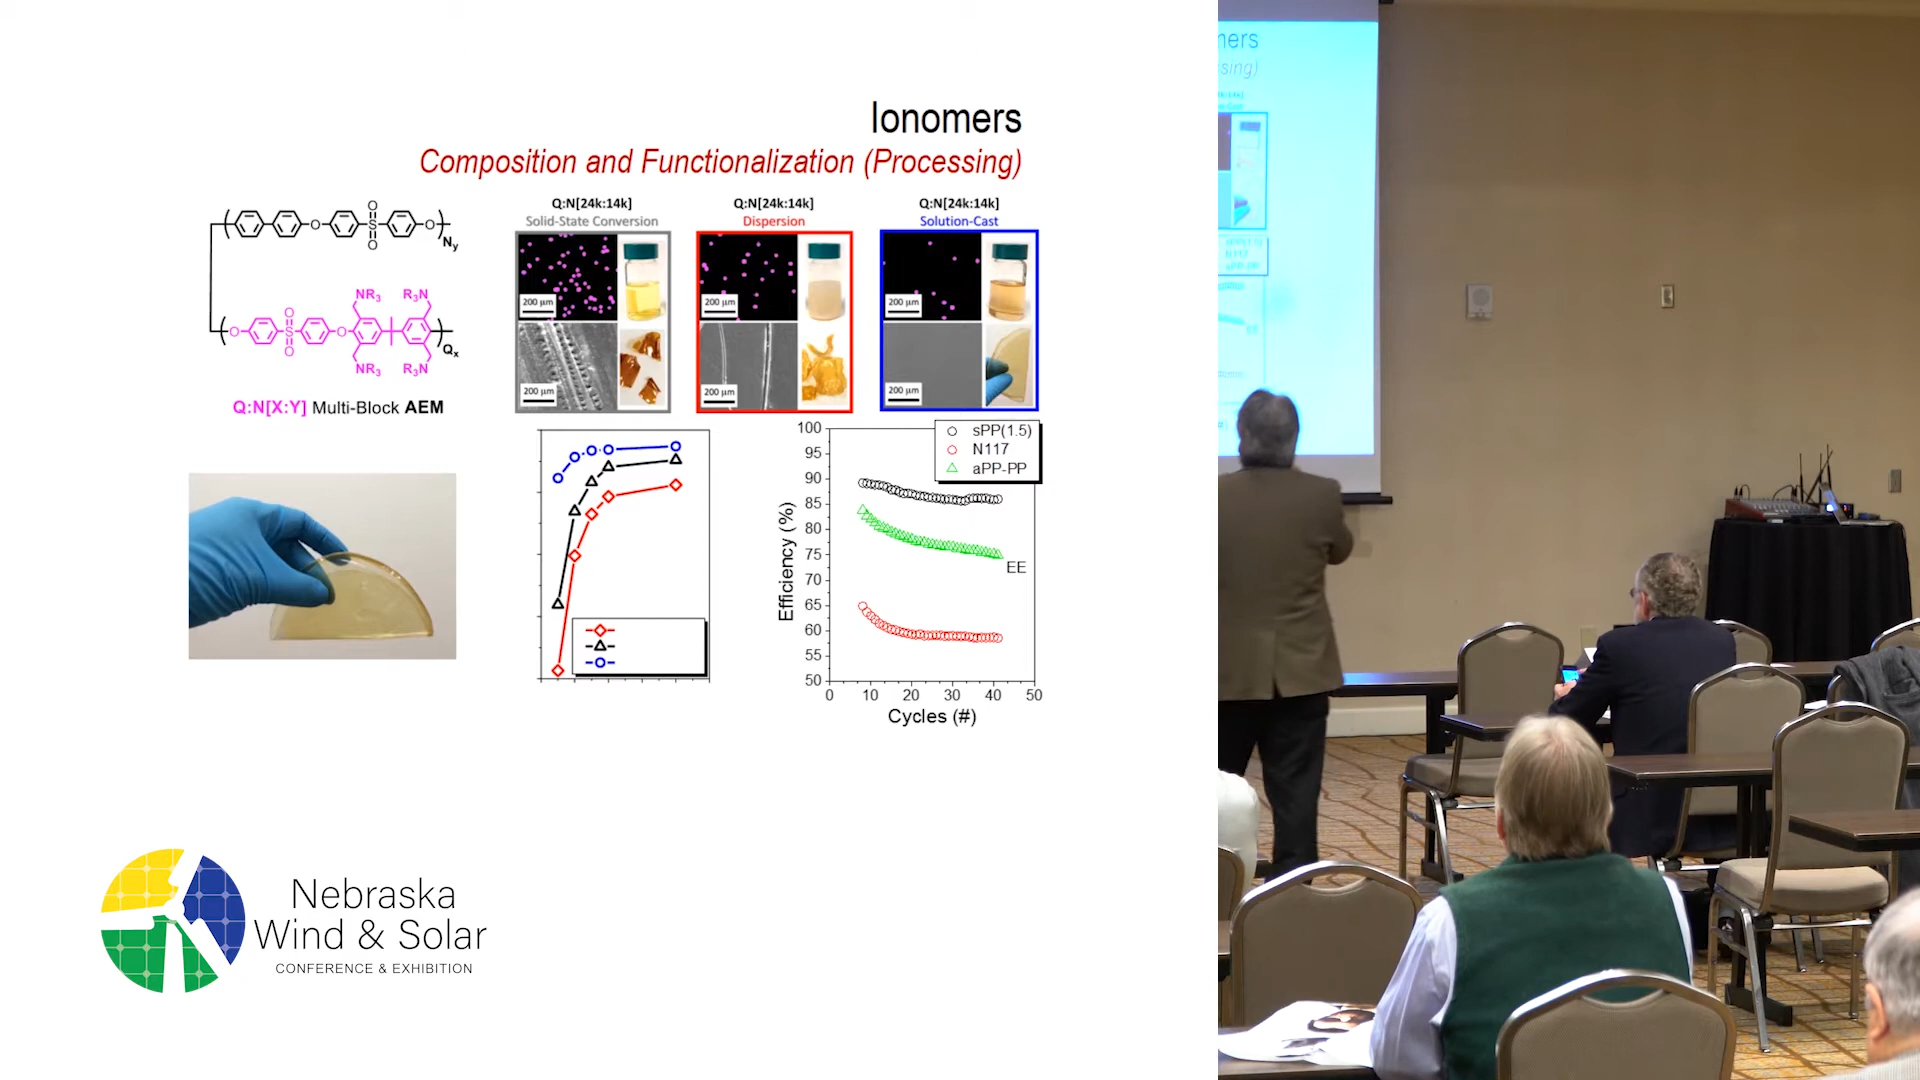 Ionomers
Composition and Functionalization (Processing)
O
S
O
O
O
Ny
NR3
R3N
O
O
S
O
O
NR3
R3N
Qx
Q:N[X:Y] Multi-Block AEM
Q:N[24k:14k]
Solid-State Conversion
200 µm
200 µm
Q:N[24k:14k]
Dispersion
200 µm
200 µm
Q:N[24k:14k]
Solution-Cast
200 µm
200 µm
sPP(1.5)
N117
aPP-PP
100
95
90
85
80
75
70
65
60
55
50
Efficiency (%)
EE
0
10
20
30
40
50
Cycles (#)
Nebraska
Wind & Solar
CONFERENCE & EXHIBITION
ners
sing)